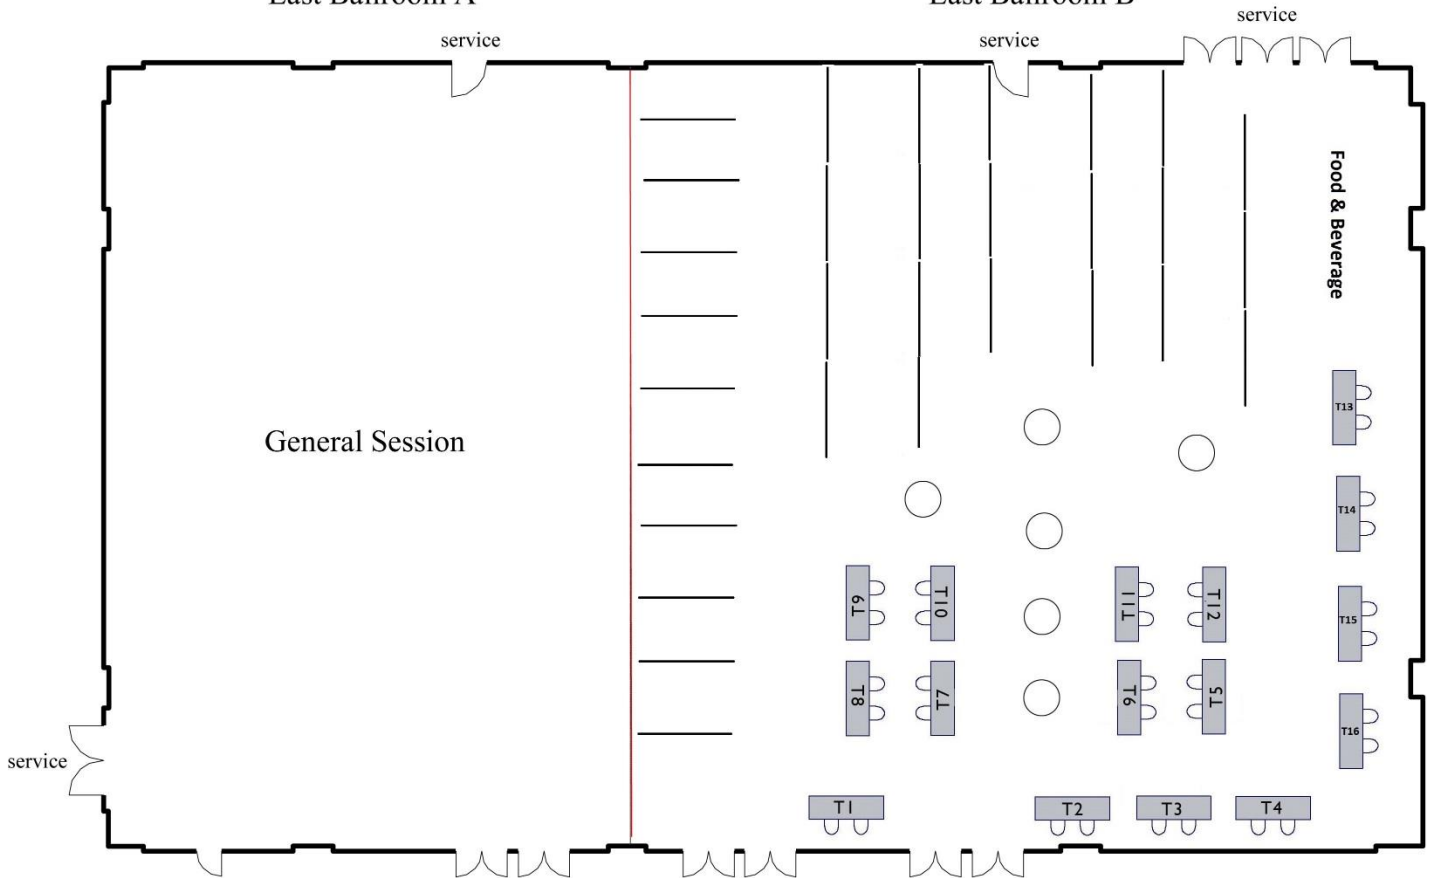 East Ballroom A
East Ballroom B
service
service
service
Food & Beverage
General Session
T13
T14
T9
T10
T11
T12
T15
T8
T7
T6
T5
T16
service
T1
T2
T3
T4